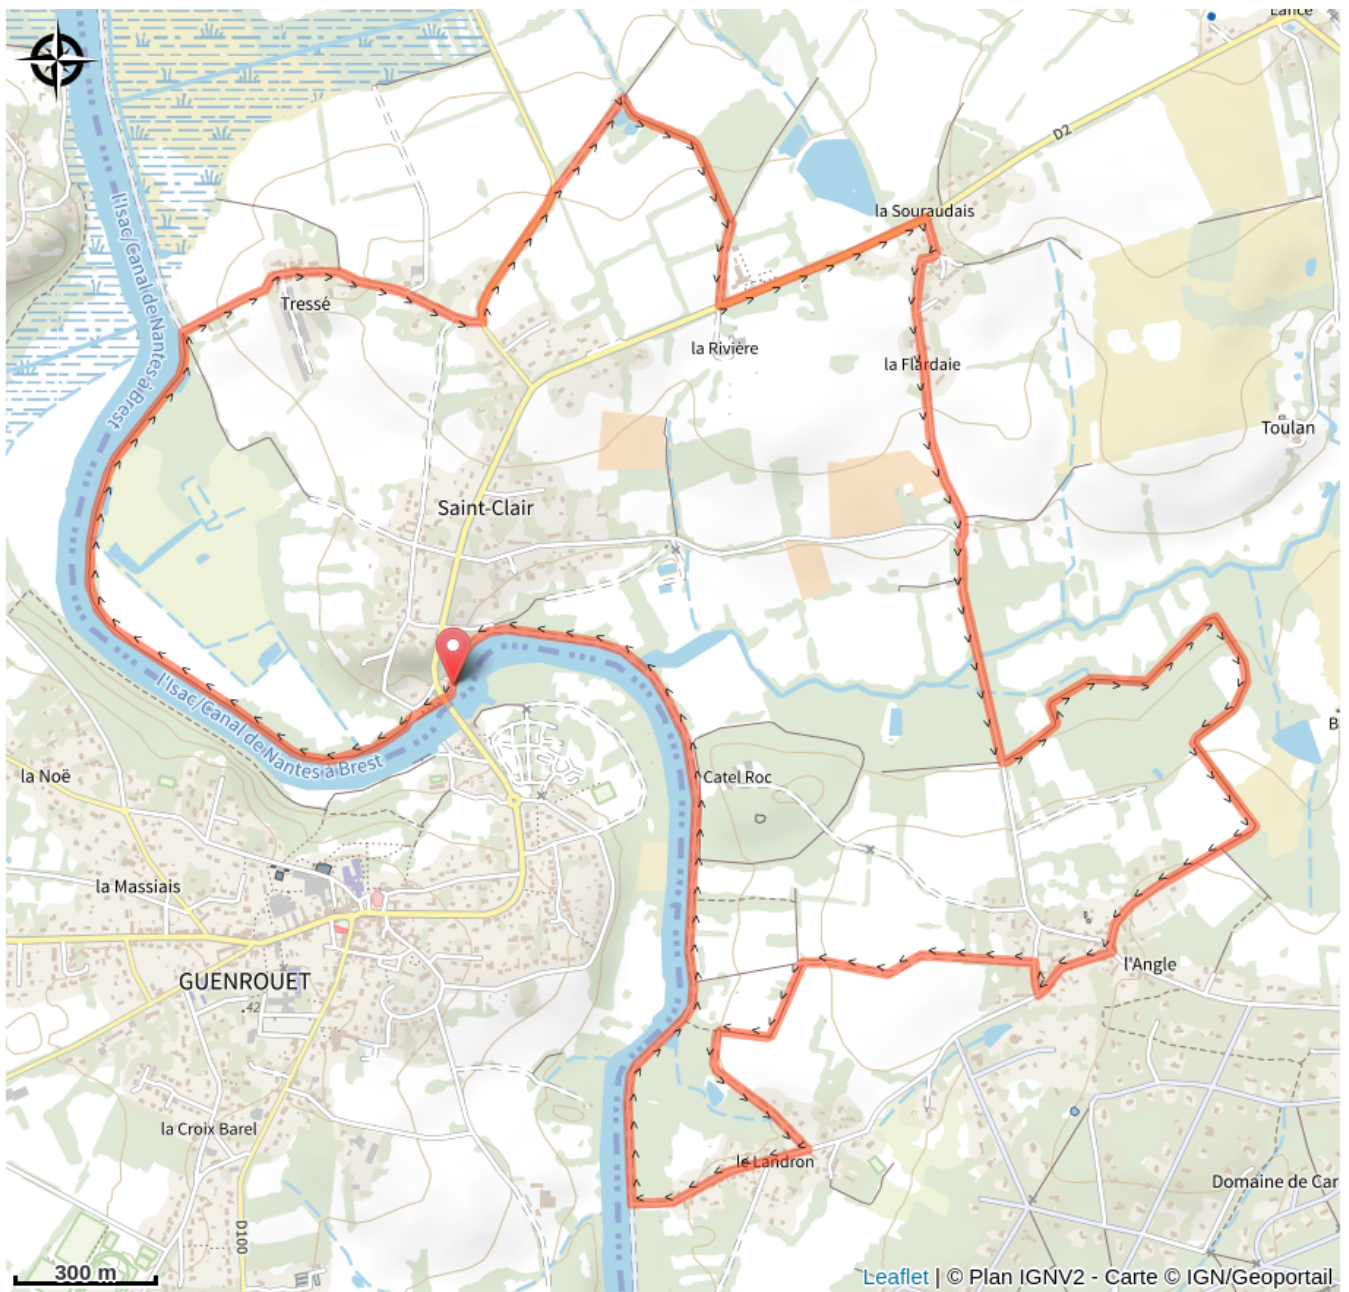 Lance
D2
la Souraudais
l'Isac/Canal de Nantes à Brest
Tressé
la Rivière
la Flardaie
Toulan
Saint-Clair
l'Isac/Canal de Nantes à Brest
B
la Noë
Catel Roc
la Massiais
l'Angle
GUENROUET
42
la Croix Barel
le Landron
Domaine de Car
D100
300 m
Leaflet | © Plan IGNV2 - Carte © IGN/Geoportail